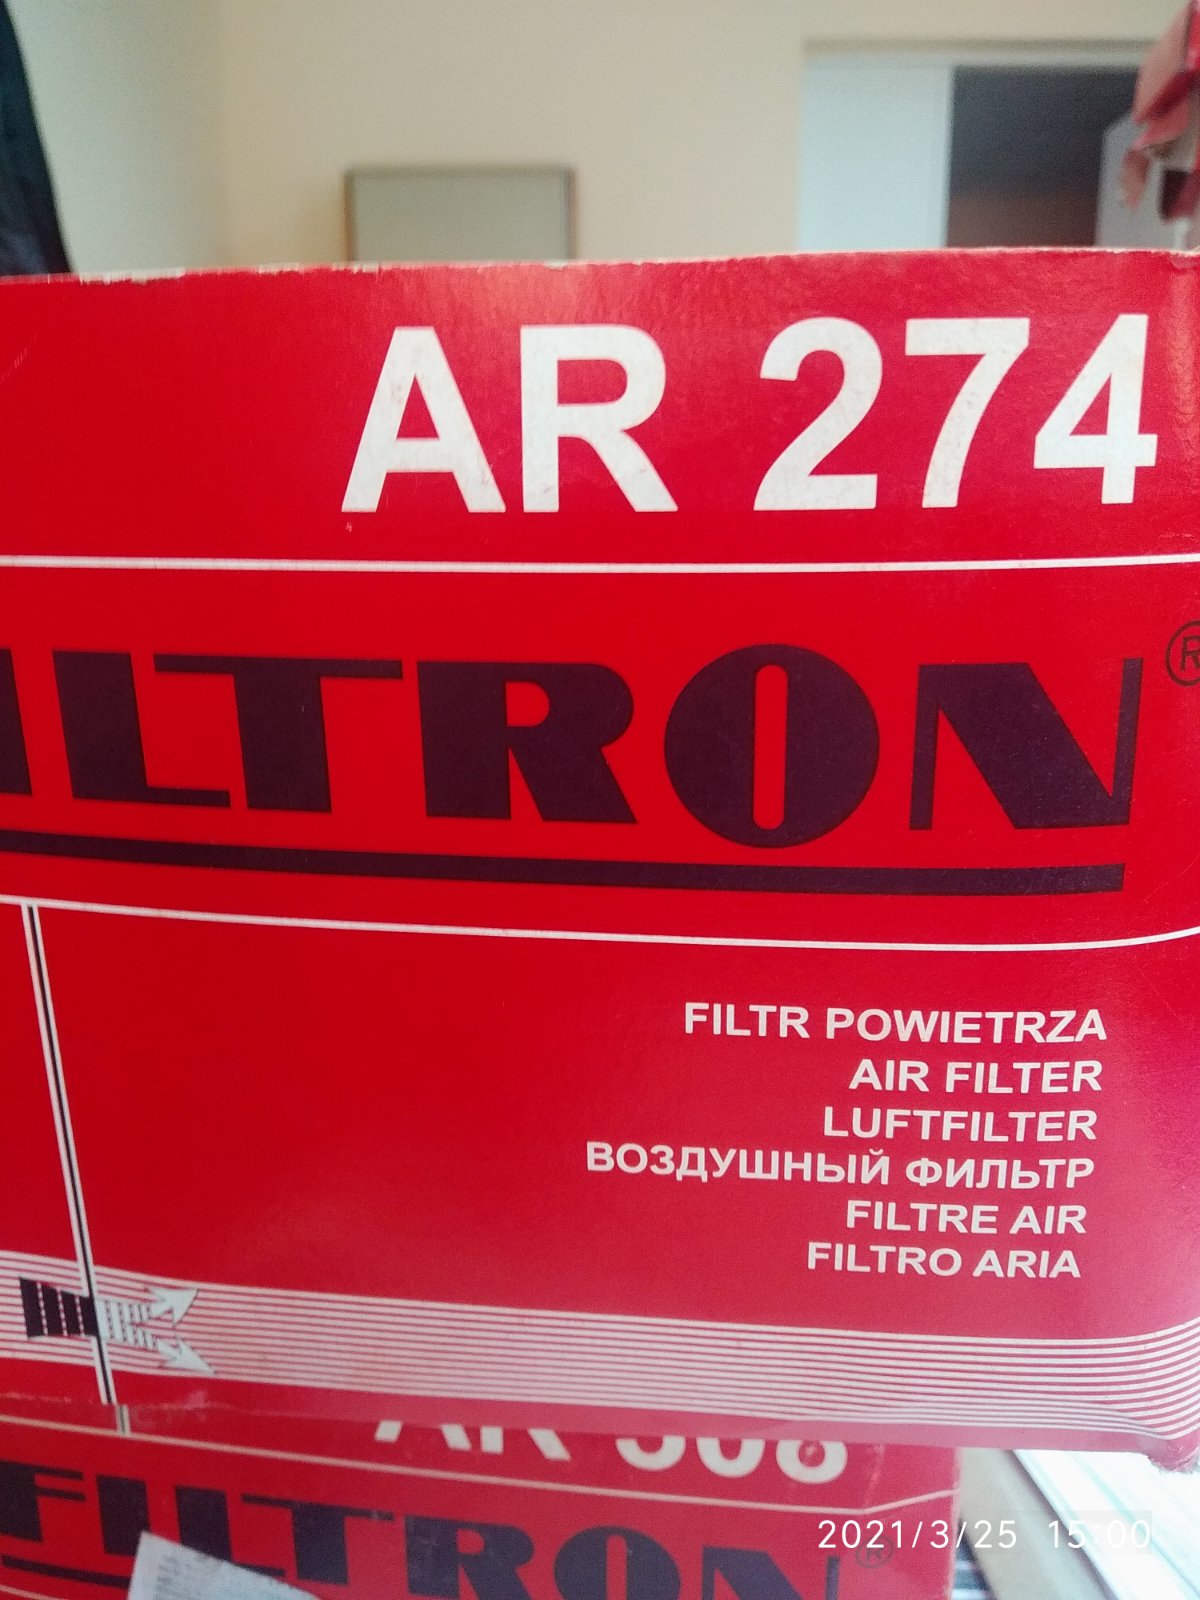 AR 274
ILTRON®
FILTR POWIETRZA
AIR FILTER
LUFTFILTER
ВОЗДУШНЫЙ ФИЛЬТР
FILTRE AIR
FILTRO ARIA
FILTRON®
2021/3/25 15:00